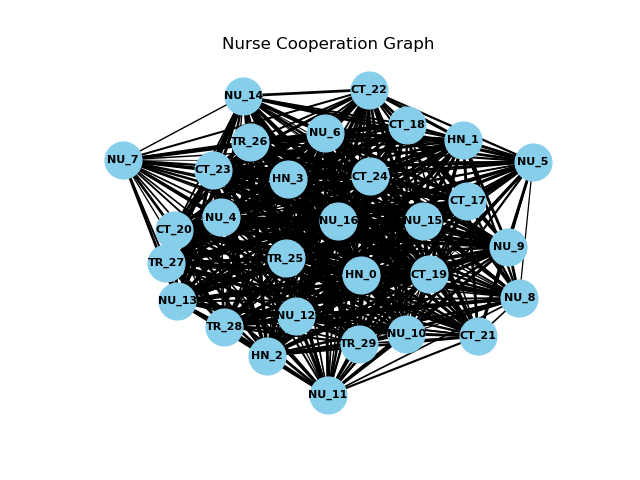 Nurse Cooperation Graph
CT_22
NU_14
CT_18
NU_6
HN_1
TR_26
NU_7
NU_5
CT_23
CT_24
HN_3
CT_17
NU_4
NU_16
NU_15
CT_20
NU_9
TR_25
TR_27
CT_19
HN_0
NU_8
NU_13
NU_12
TR_28
NU_10
CT_21
TR_29
HN_2
NU_11